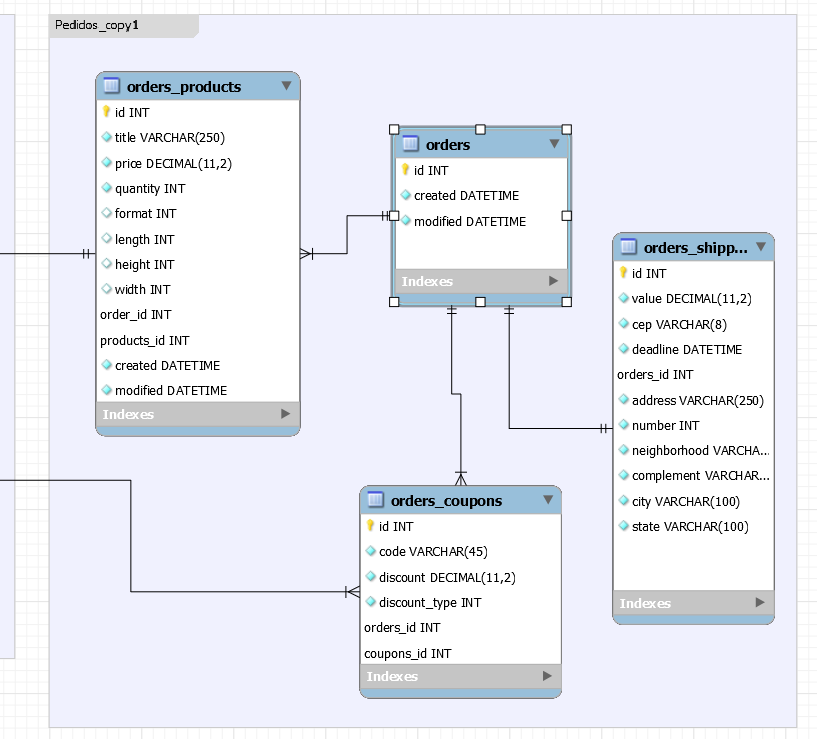 Pedidos_copy1
orders_products
id INT
title VARCHAR(250)
price DECIMAL(11,2)
quantity INT
format INT
length INT
height INT
width INT
order_id INT
products_id INT
created DATETIME
modified DATETIME
Indexes
orders
id INT
created DATETIME
modified DATETIME
Indexes
orders_shipp...
id INT
value DECIMAL(11,2)
cep VARCHAR(8)
deadline DATETIME
orders_id INT
address VARCHAR(250)
number INT
neighborhood VARCHA...
complement VARCHAR...
city VARCHAR(100)
state VARCHAR(100)
Indexes
orders_coupons
id INT
code VARCHAR(45)
discount DECIMAL(11,2)
discount_type INT
orders_id INT
coupons_id INT
Indexes